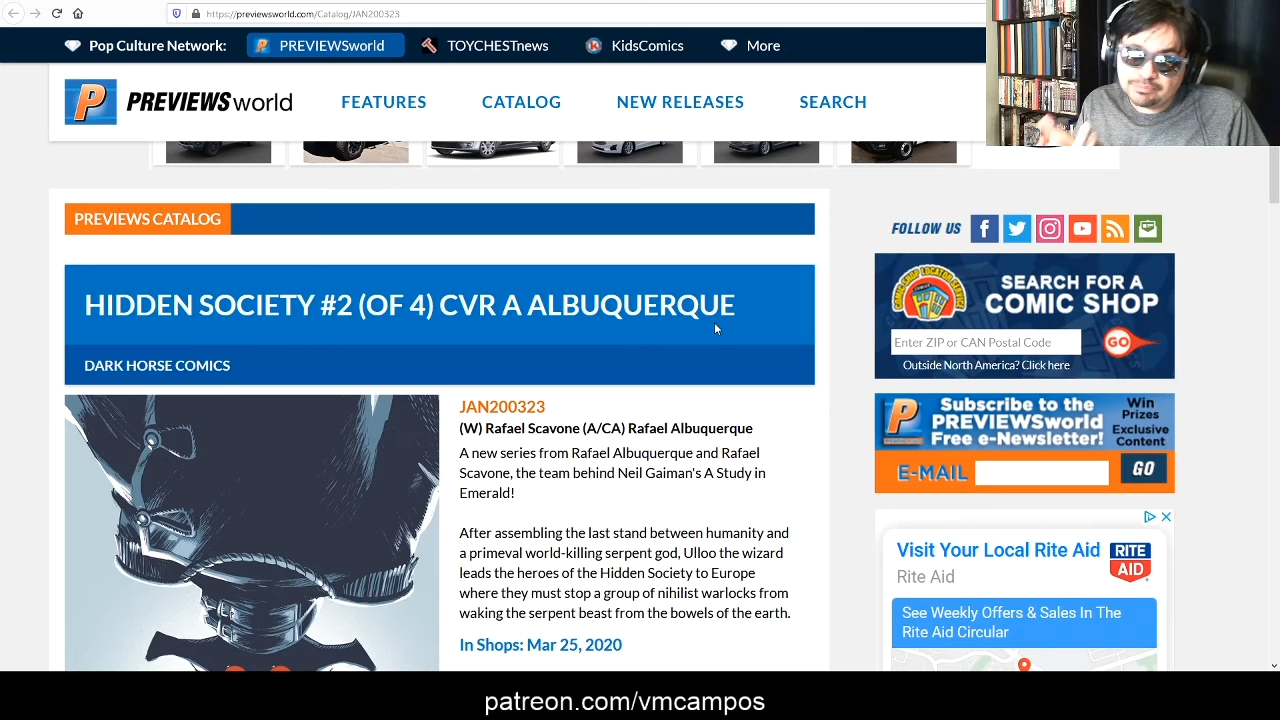 https://previewsworld.com/Catalog/JAN200323
Pop Culture Network: PREVIEWSworld TOYCHESTnews KidsComics More
P PREVIEWSworld FEATURES CATALOG NEW RELEASES SEARCH
PREVIEWS CATALOG
HIDDEN SOCIETY #2 (OF 4) CVR A ALBUQUERQUE
DARK HORSE COMICS
JAN200323
(W) Rafael Scavone (A/CA) Rafael Albuquerque
A new series from Rafael Albuquerque and Rafael
Scavone, the team behind Neil Gaiman's A Study in
Emerald!
After assembling the last stand between humanity and
a primeval world-killing serpent god, Ulloo the wizard
leads the heroes of the Hidden Society to Europe
where they must stop a group of nihilist warlocks from
waking the serpent beast from the bowels of the earth.
In Shops: Mar 25, 2020
FOLLOW US
COMIC SHOP LOCATOR SERVICE
SEARCH FOR A
COMIC SHOP
Enter ZIP or CAN Postal Code GO
Outside North America? Click here
Subscribe to the
PREVIEWSworld
Free e-Newsletter!
Win
Prizes
Exclusive
Content
E-MAIL GO
Visit Your Local Rite Aid
Rite Aid
RITE
AID
See Weekly Offers & Sales In The
Rite Aid Circular
patreon.com/vmcampos